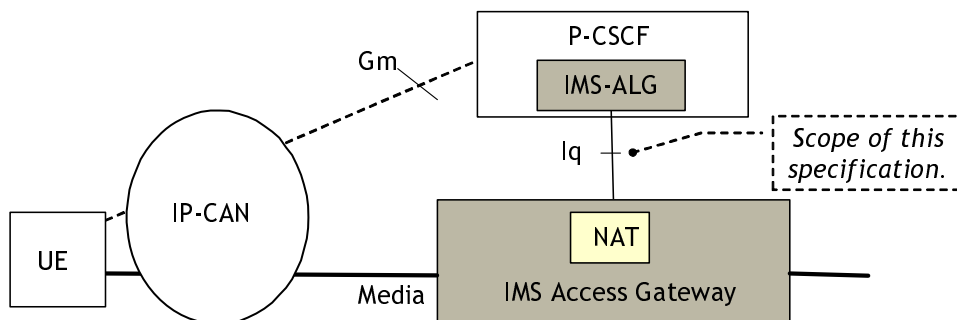 P-CSCF
Gm
IMS-ALG
Iq
Scope of this
specification.
IP-CAN
UE
NAT
Media
IMS Access Gateway